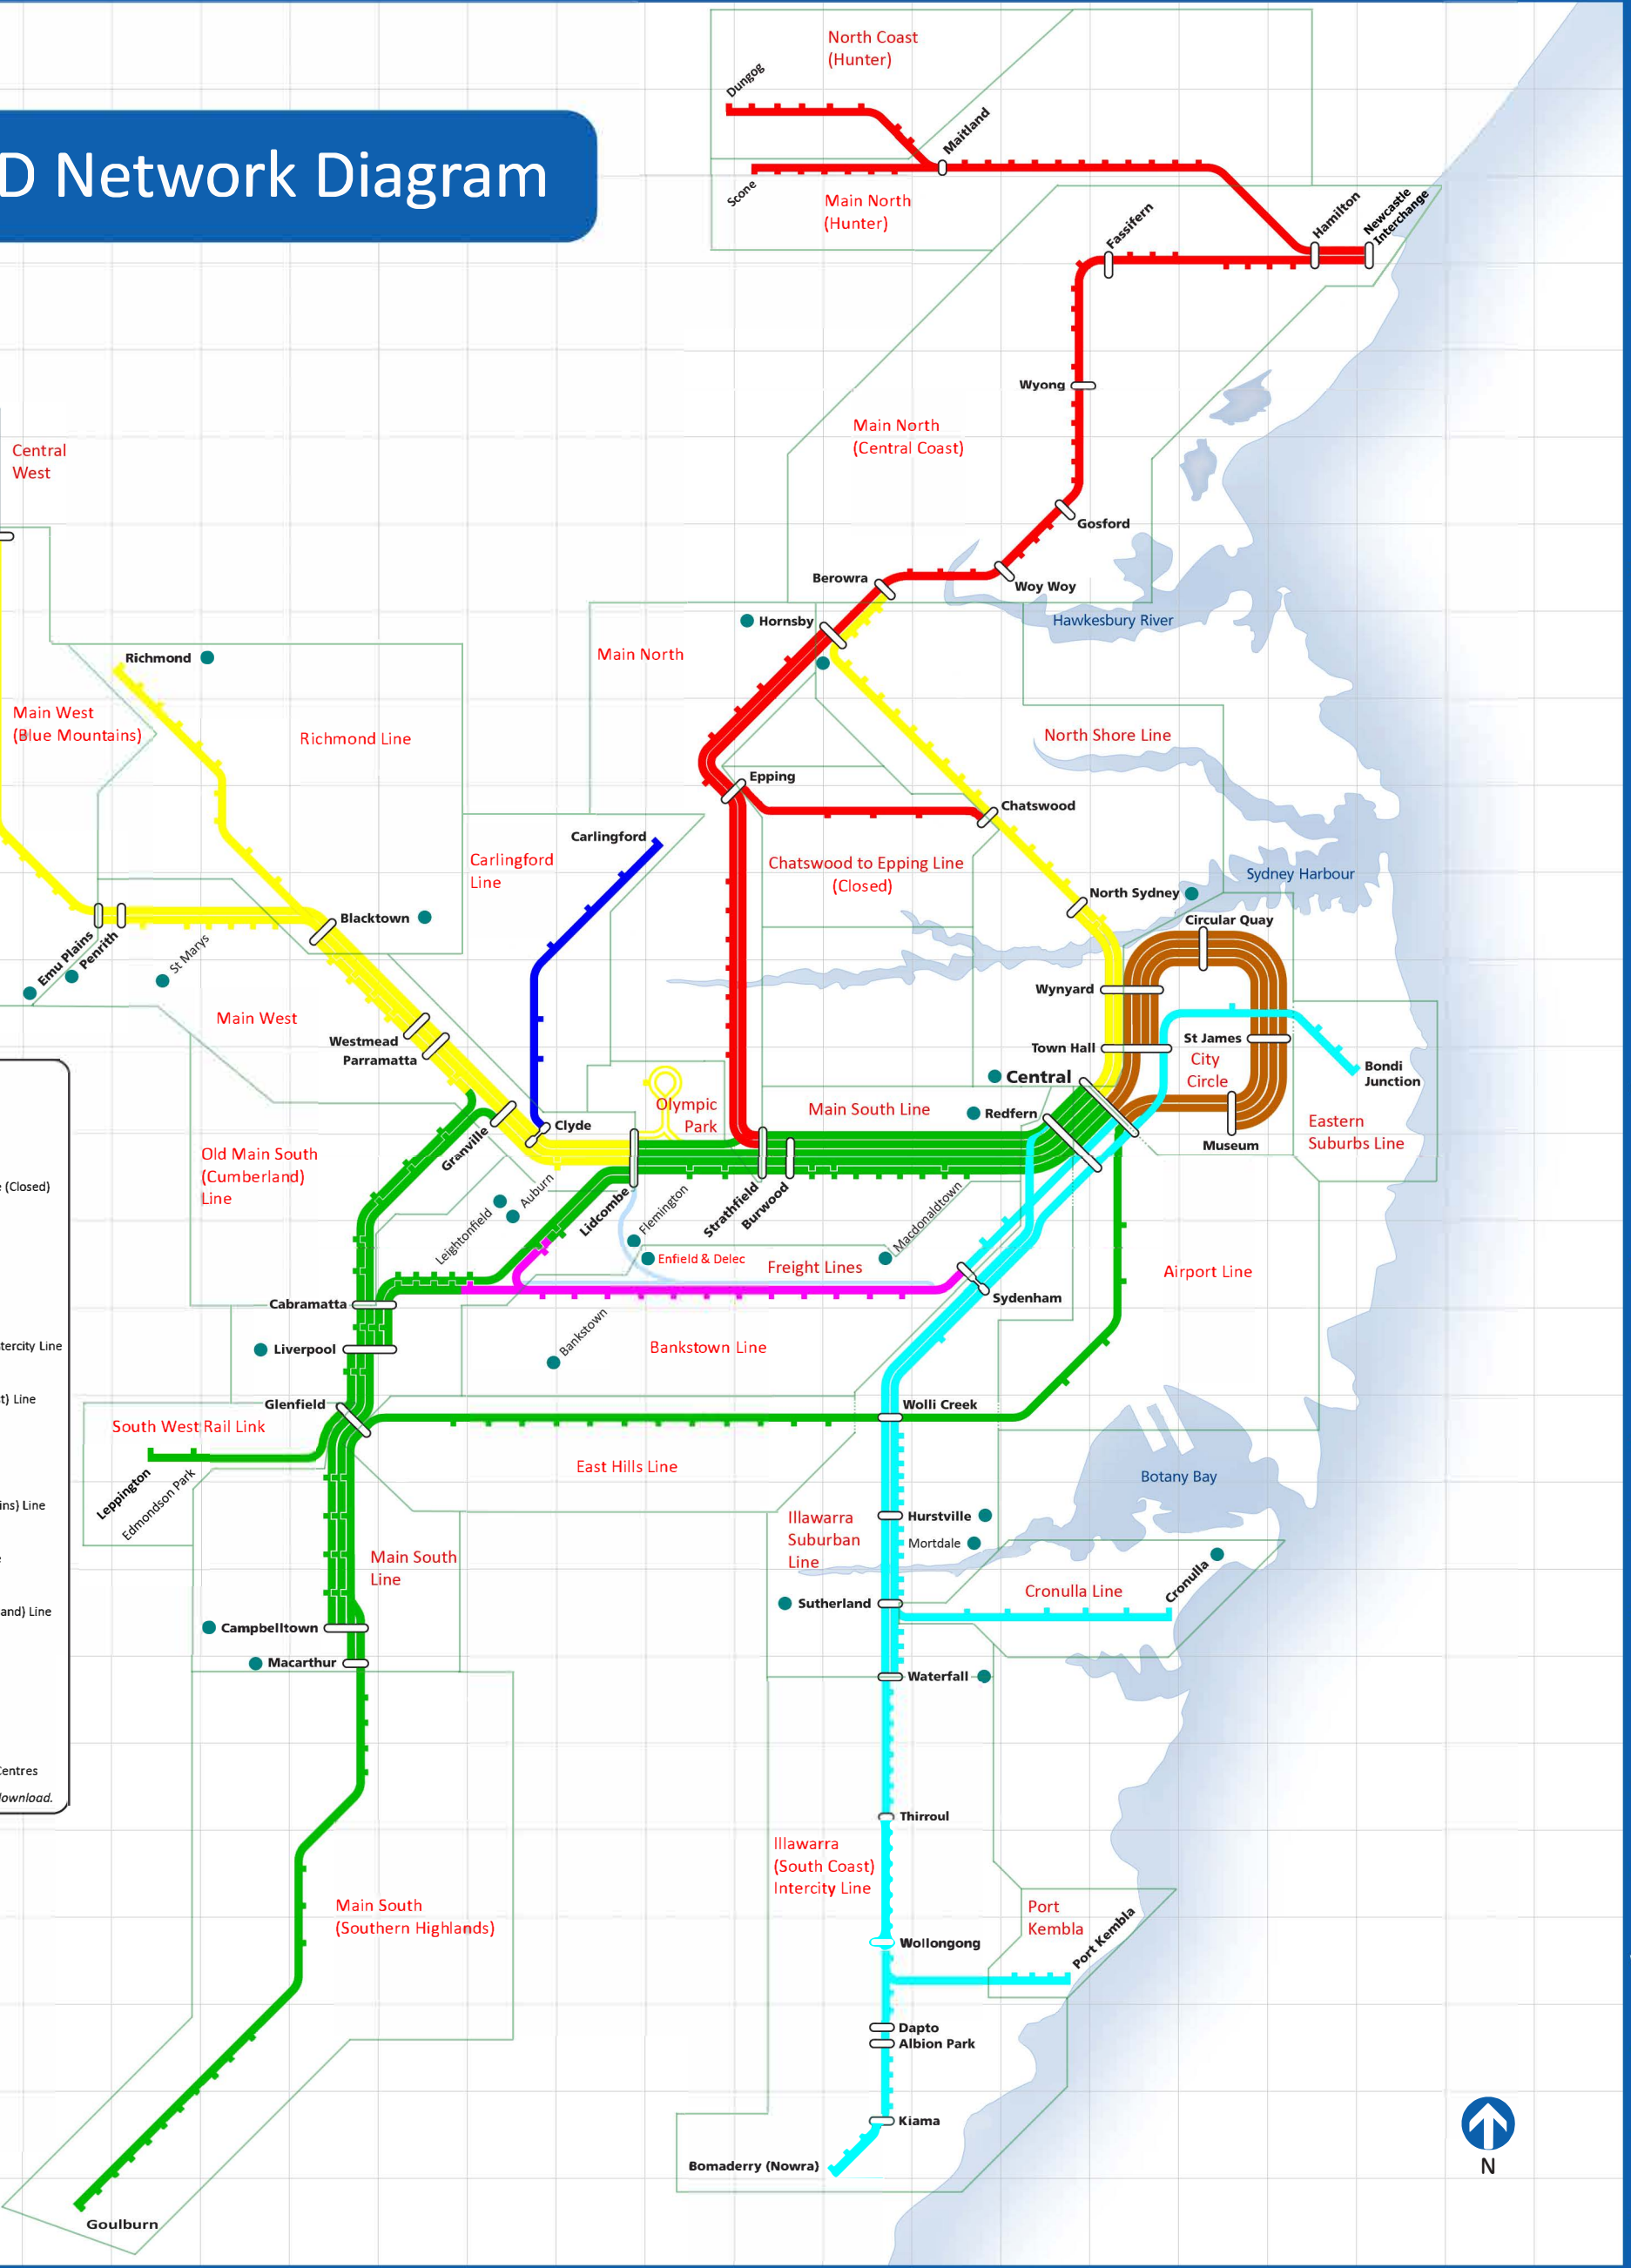 D Network Diagram
North Coast
(Hunter)
Dungog
Maitland
Scone
Main North
(Hunter)
Fassifern
Hamilton
Newcastle
Interchange
Wyong
Main North
(Central Coast)
Central
West
Gosford
Berowra
Woy Woy
Hornsby
Hawkesbury River
Main North
Richmond
Main West
(Blue Mountains)
Richmond Line
North Shore Line
Epping
Chatswood
Carlingford
Carlingford
Line
Chatswood to Epping Line
(Closed)
Sydney Harbour
North Sydney
Blacktown
Circular Quay
Emu Plains
Penrith
St Marys
Wynyard
Main West
Westmead
Parramatta
Town Hall
St James
City
Circle
Bondi
Junction
Central
Olympic
Park
Main South Line
Redfern
Clyde
Granville
Museum
Eastern
Suburbs Line
Old Main South
(Cumberland)
Line
e (Closed)
Leightonfield
Auburn
Lidcombe
Flemington
Strathfield
Burwood
Macdonaldtown
Enfield & Delec
Freight Lines
Airport Line
Cabramatta
Sydenham
Liverpool
tercity Line
Bankstown
Bankstown Line
t) Line
Glenfield
Wolli Creek
South West Rail Link
East Hills Line
Botany Bay
Leppington
Edmondson Park
ins) Line
Illawarra
Suburban
Line
Hurstville
Mortdale
Main South
Line
Cronulla Line
Cronulla
Sutherland
and) Line
Campbelltown
Macarthur
Waterfall
Centres
download.
Thirroul
Illawarra
(South Coast)
Intercity Line
Main South
(Southern Highlands)
Port
Kembla
Port Kembla
Wollongong
Dapto
Albion Park
Kiama
Bomaderry (Nowra)
N
Goulburn